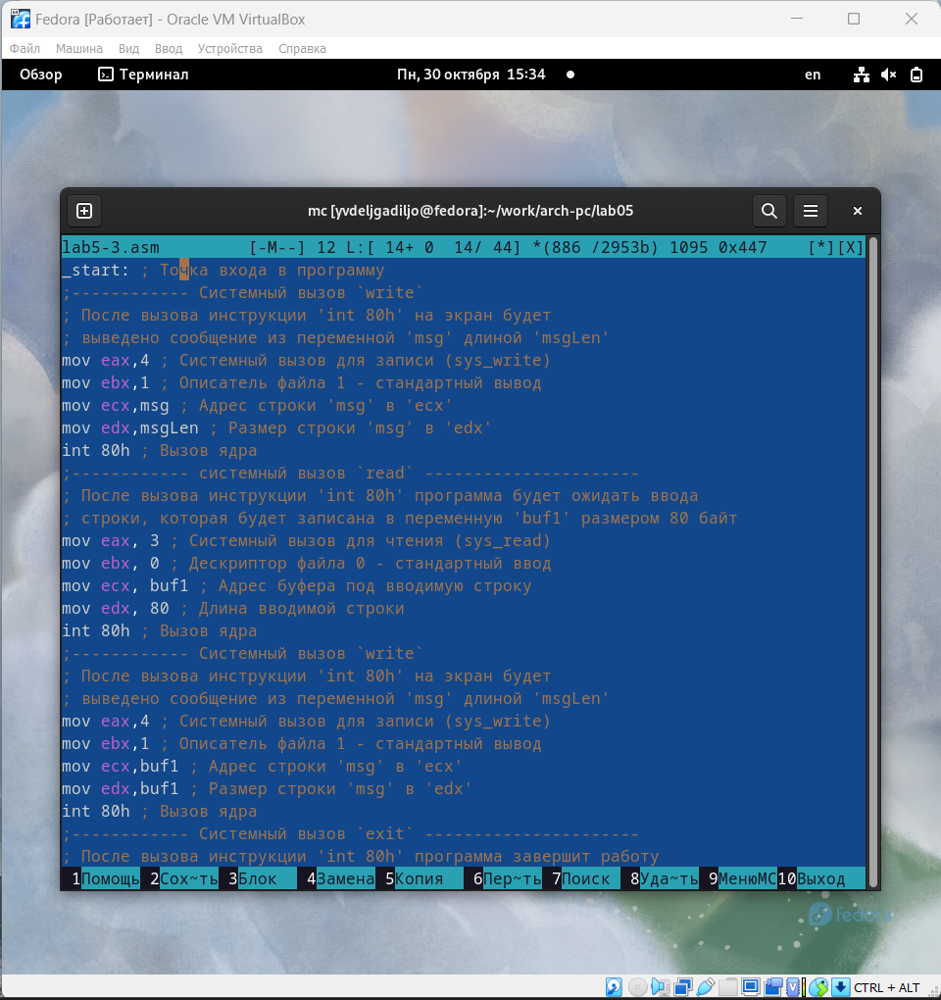 Fedora [Работает] - Oracle VM VirtualBox
Файл Машина Вид Ввод Устройства Справка
Обзор Терминал Пн, 30 октября 15:34 en
mc [yvdeljgadiljo@fedora]:~/work/arch-pc/lab05
lab5-3.asm [-M--] 12 L:[ 14+ 0 14/ 44] *(886 /2953b) 1095 0x447 [*][X]
_start: ; Точка входа в программу
;------------ Системный вызов `write`
; После вызова инструкции 'int 80h' на экран будет
; выведено сообщение из переменной 'msg' длиной 'msgLen'
mov eax,4 ; Системный вызов для записи (sys_write)
mov ebx,1 ; Описатель файла 1 - стандартный вывод
mov ecx,msg ; Адрес строки 'msg' в 'ecx'
mov edx,msgLen ; Размер строки 'msg' в 'edx'
int 80h ; Вызов ядра
;------------ системный вызов `read` ----------------------
; После вызова инструкции 'int 80h' программа будет ожидать ввода
; строки, которая будет записана в переменную 'buf1' размером 80 байт
mov eax, 3 ; Системный вызов для чтения (sys_read)
mov ebx, 0 ; Дескриптор файла 0 - стандартный ввод
mov ecx, buf1 ; Адрес буфера под вводимую строку
mov edx, 80 ; Длина вводимой строки
int 80h ; Вызов ядра
;------------ Системный вызов `write`
; После вызова инструкции 'int 80h' на экран будет
; выведено сообщение из переменной 'msg' длиной 'msgLen'
mov eax,4 ; Системный вызов для записи (sys_write)
mov ebx,1 ; Описатель файла 1 - стандартный вывод
mov ecx,buf1 ; Адрес строки 'msg' в 'ecx'
mov edx,buf1 ; Размер строки 'msg' в 'edx'
int 80h ; Вызов ядра
;------------ Системный вызов `exit` ----------------------
; После вызова инструкции 'int 80h' программа завершит работу
1Помощь 2Сох~ть 3Блок 4Замена 5Копия 6Пер~ть 7Поиск 8Уда~ть 9МенюMC 10Выход
fedora
CTRL + ALT